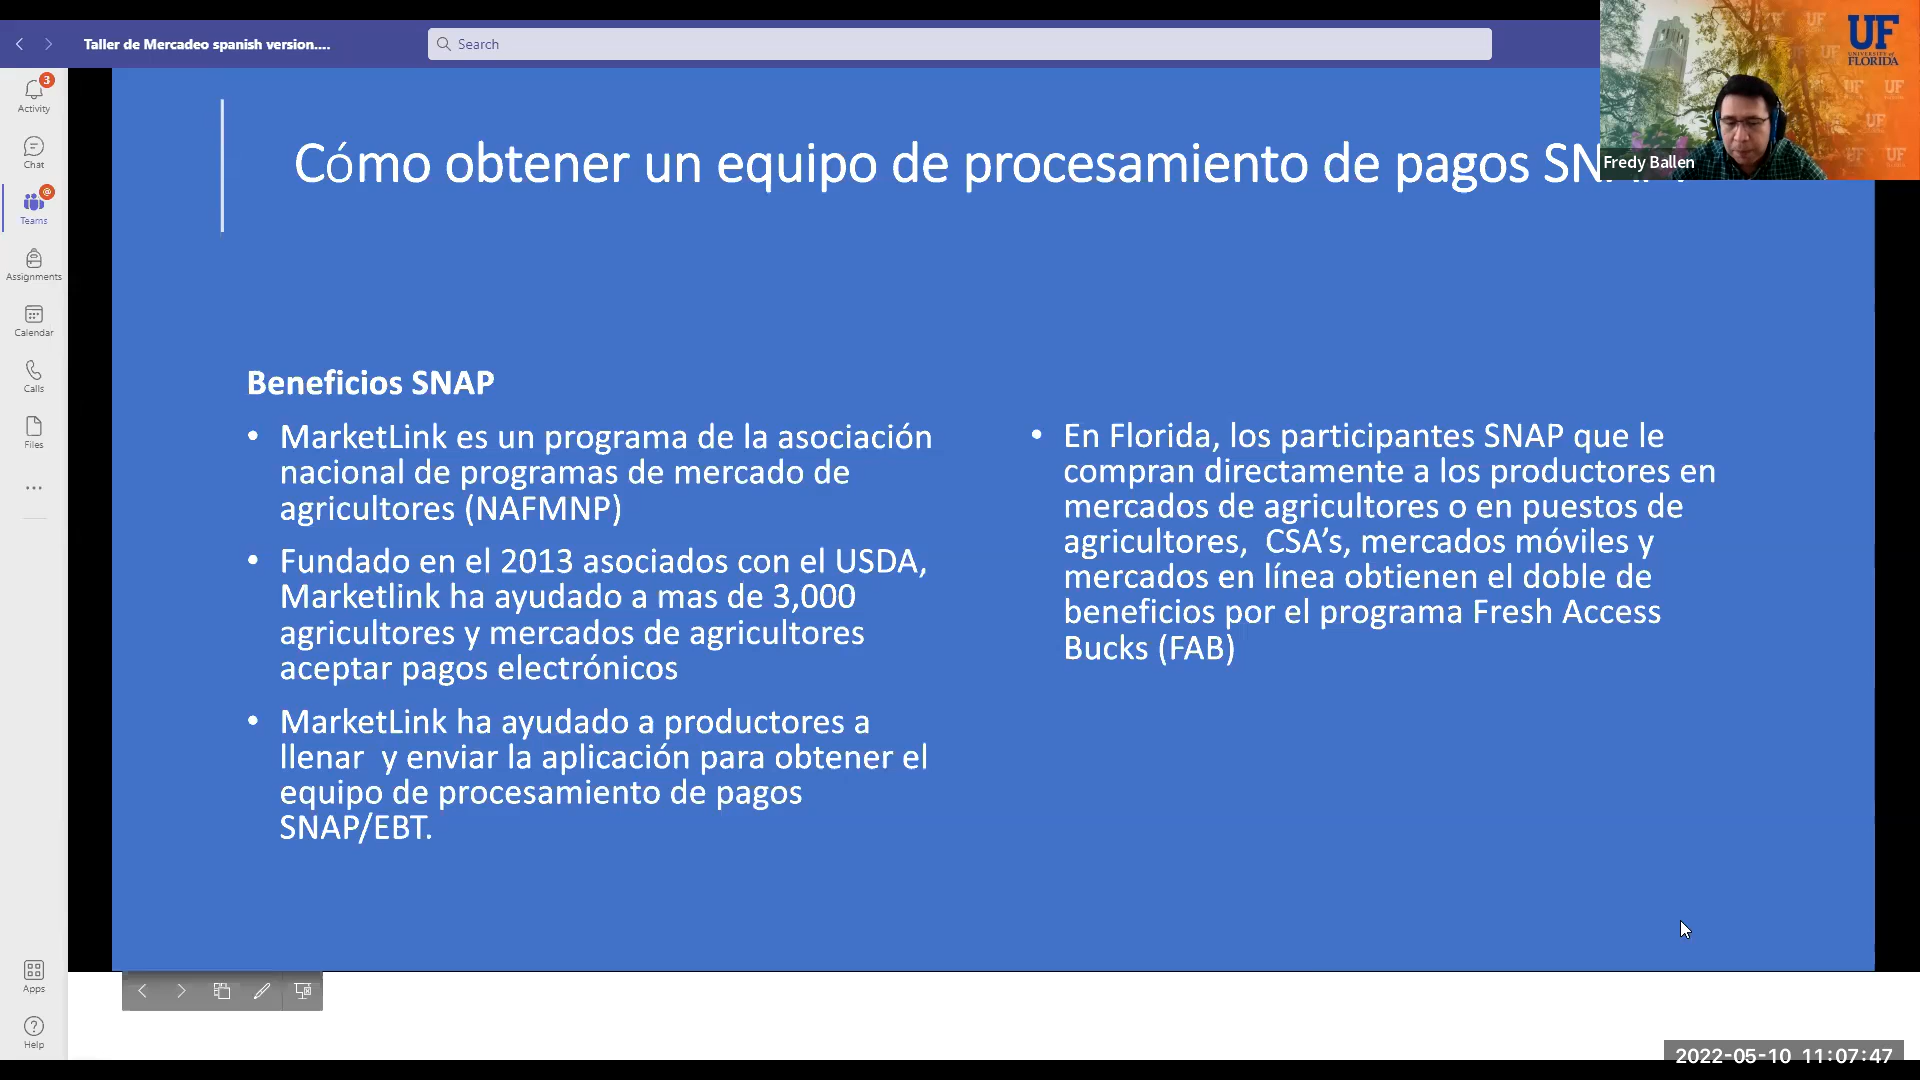 Taller de Mercadeo spanish version....
Search
UF
UNIVERSITY of
FLORIDA
Fredy Ballen
3
Activity
Chat
Teams
Assignments
Calendar
Calls
Files
Apps
Help
Cómo obtener un equipo de procesamiento de pagos
Beneficios SNAP
• MarketLink es un programa de la asociación
nacional de programas de mercado de
agricultores (NAFMNP)
• Fundado en el 2013 asociados con el USDA,
Marketlink ha ayudado a mas de 3,000
agricultores y mercados de agricultores
aceptar pagos electrónicos
• MarketLink ha ayudado a productores a
llenar y enviar la aplicación para obtener el
equipo de procesamiento de pagos
SNAP/EBT.
• En Florida, los participantes SNAP que le
compran directamente a los productores en
mercados de agricultores o en puestos de
agricultores, CSA's, mercados móviles y
mercados en línea obtienen el doble de
beneficios por el programa Fresh Access
Bucks (FAB)
2022-05-10 11:07:47